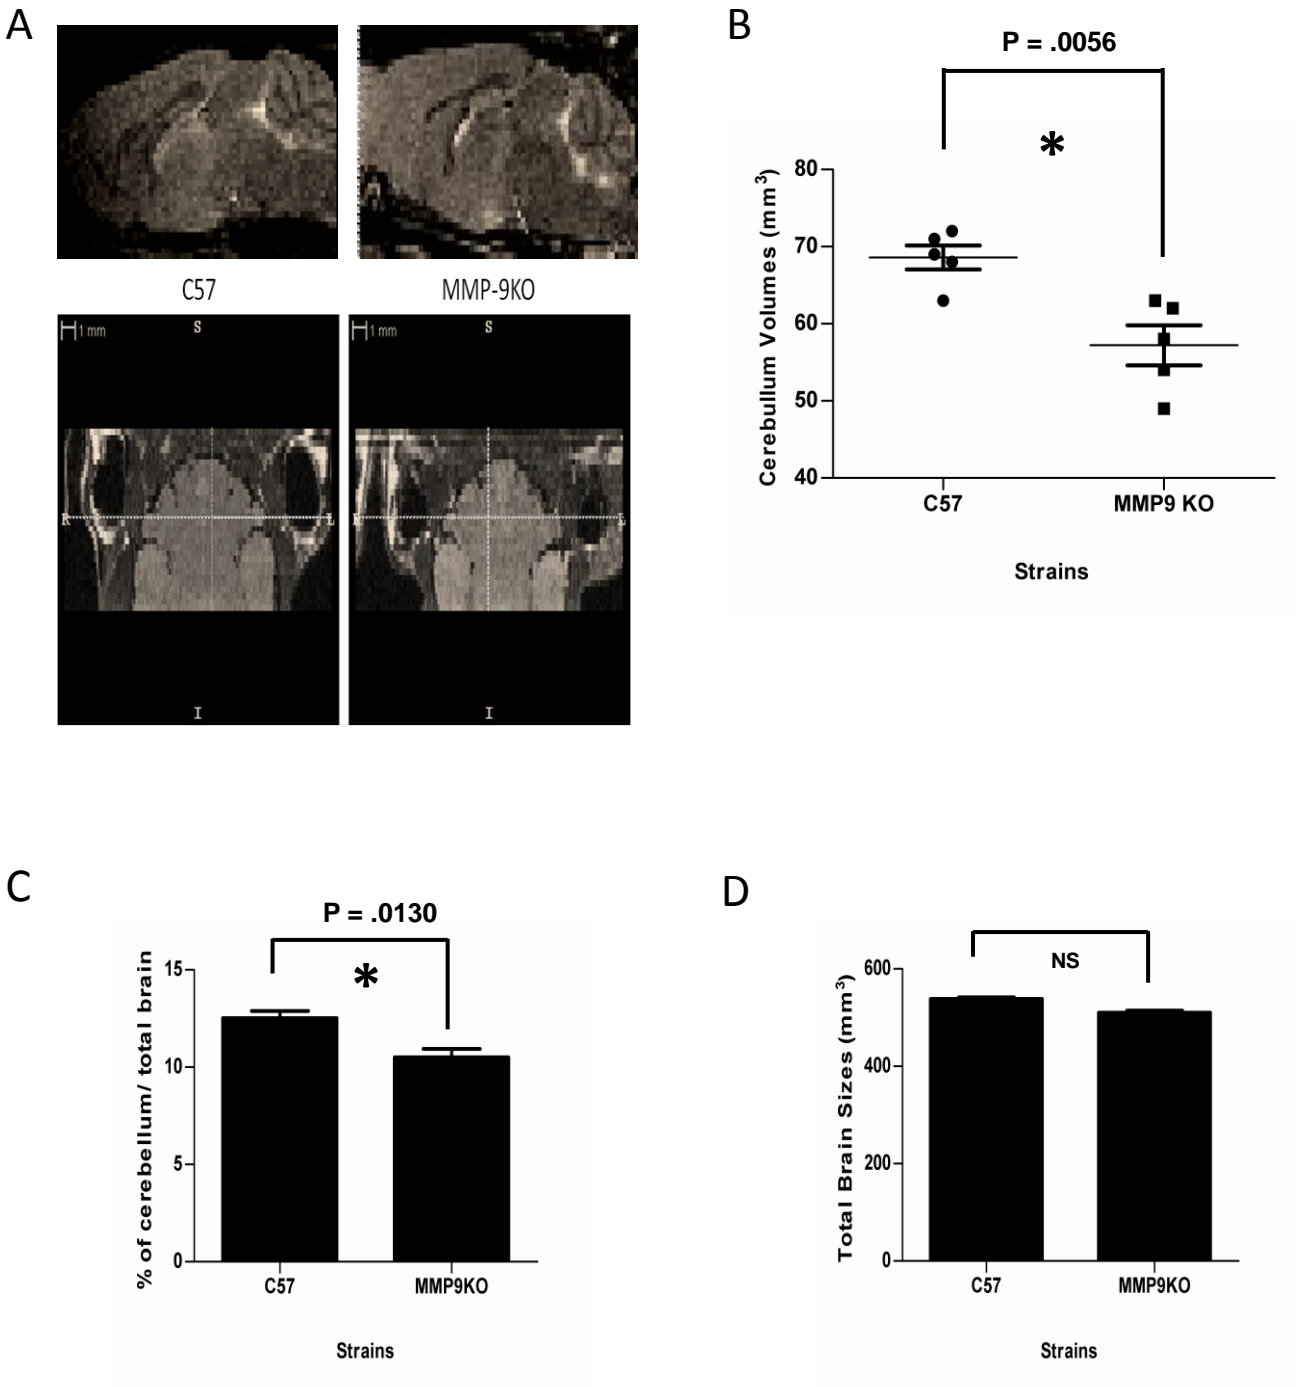 A
C57
MMP-9KO
1 mm
S
R
L
I
1 mm
S
R
L
I
B
P = .0056
*
Cerebullum Volumes (mm3)
80
70
60
50
40
C57
MMP9 KO
Strains
C
P = .0130
*
% of cerebellum/ total brain
15
10
5
0
C57
MMP9KO
Strains
D
NS
Total Brain Sizes (mm3)
600
400
200
0
C57
MMP9KO
Strains